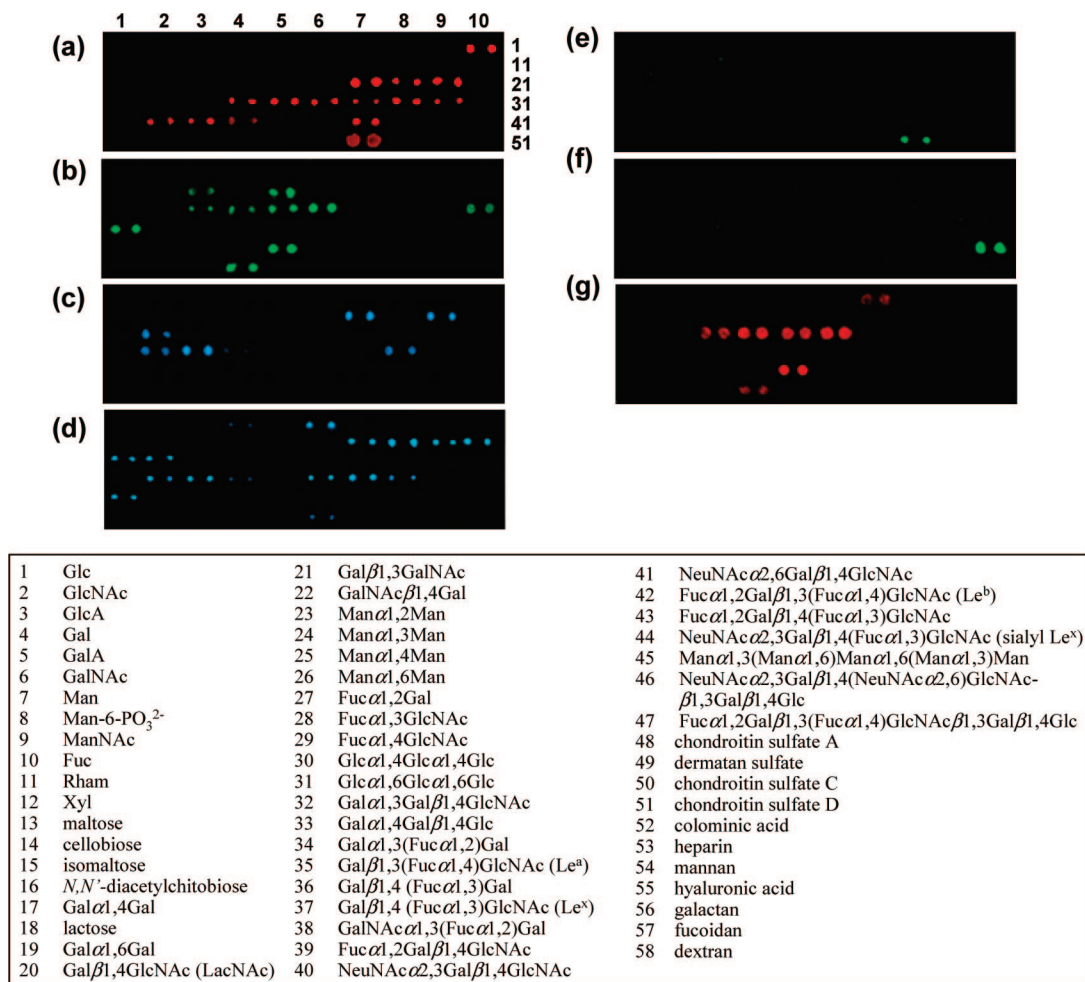 1 2 3 4 5 6 7 8 9 10
(a)
1
11
21
31
41
51
(b)
(c)
(d)
(e)
(f)
(g)
1 Glc
2 GlcNAc
3 GlcA
4 Gal
5 GalA
6 GalNAc
7 Man
8 Man-6-PO₃²⁻
9 ManNAc
10 Fuc
11 Rham
12 Xyl
13 maltose
14 cellobiose
15 isomaltose
16 N,N’-diacetylchitobiose
17 Galα1,4Gal
18 lactose
19 Galα1,6Gal
20 Galβ1,4GlcNAc (LacNAc)
21 Galβ1,3GalNAc
22 GalNAcβ1,4Gal
23 Manα1,2Man
24 Manα1,3Man
25 Manα1,4Man
26 Manα1,6Man
27 Fucα1,2Gal
28 Fucα1,3GlcNAc
29 Fucα1,4GlcNAc
30 Glcα1,4Glcα1,4Glc
31 Glcα1,6Glcα1,6Glc
32 Galα1,3Galβ1,4GlcNAc
33 Galα1,4Galβ1,4Glc
34 Galα1,3(Fucα1,2)Gal
35 Galβ1,3(Fucα1,4)GlcNAc (Leᵃ)
36 Galβ1,4 (Fucα1,3)Gal
37 Galβ1,4 (Fucα1,3)GlcNAc (Leˣ)
38 GalNAcα1,3(Fucα1,2)Gal
39 Fucα1,2Galβ1,4GlcNAc
40 NeuNAcα2,3Galβ1,4GlcNAc
41 NeuNAcα2,6Galβ1,4GlcNAc
42 Fucα1,2Galβ1,3(Fucα1,4)GlcNAc (Leᵇ)
43 Fucα1,2Galβ1,4(Fucα1,3)GlcNAc
44 NeuNAcα2,3Galβ1,4(Fucα1,3)GlcNAc (sialyl Leˣ)
45 Manα1,3(Manα1,6)Manα1,6(Manα1,3)Man
46 NeuNAcα2,3Galβ1,4(NeuNAcα2,6)GlcNAc-
β1,3Galβ1,4Glc
47 Fucα1,2Galβ1,3(Fucα1,4)GlcNAcβ1,3Galβ1,4Glc
48 chondroitin sulfate A
49 dermatan sulfate
50 chondroitin sulfate C
51 chondroitin sulfate D
52 colominic acid
53 heparin
54 mannan
55 hyaluronic acid
56 galactan
57 fucoidan
58 dextran